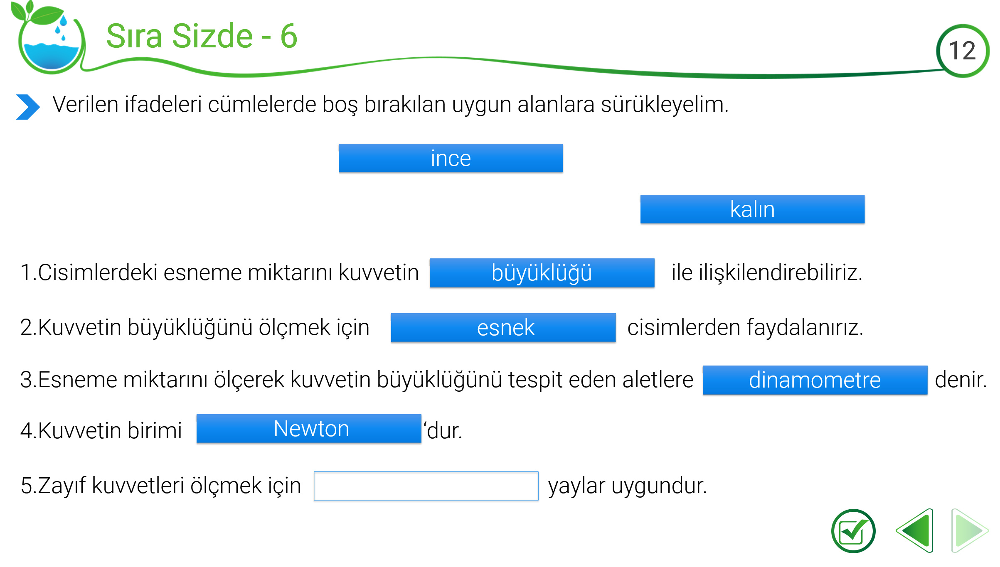 Sıra Sizde - 6
12
Verilen ifadeleri cümlelerde boş bırakılan uygun alanlara sürükleyelim.
ince
kalın
1.Cisimlerdeki esneme miktarını kuvvetin büyüklüğü ile ilişkilendirebiliriz.
2.Kuvvetin büyüklüğünü ölçmek için esnek cisimlerden faydalanırız.
3.Esneme miktarını ölçerek kuvvetin büyüklüğünü tespit eden aletlere dinamometre denir.
4.Kuvvetin birimi Newton ‘dur.
5.Zayıf kuvvetleri ölçmek için yaylar uygundur.